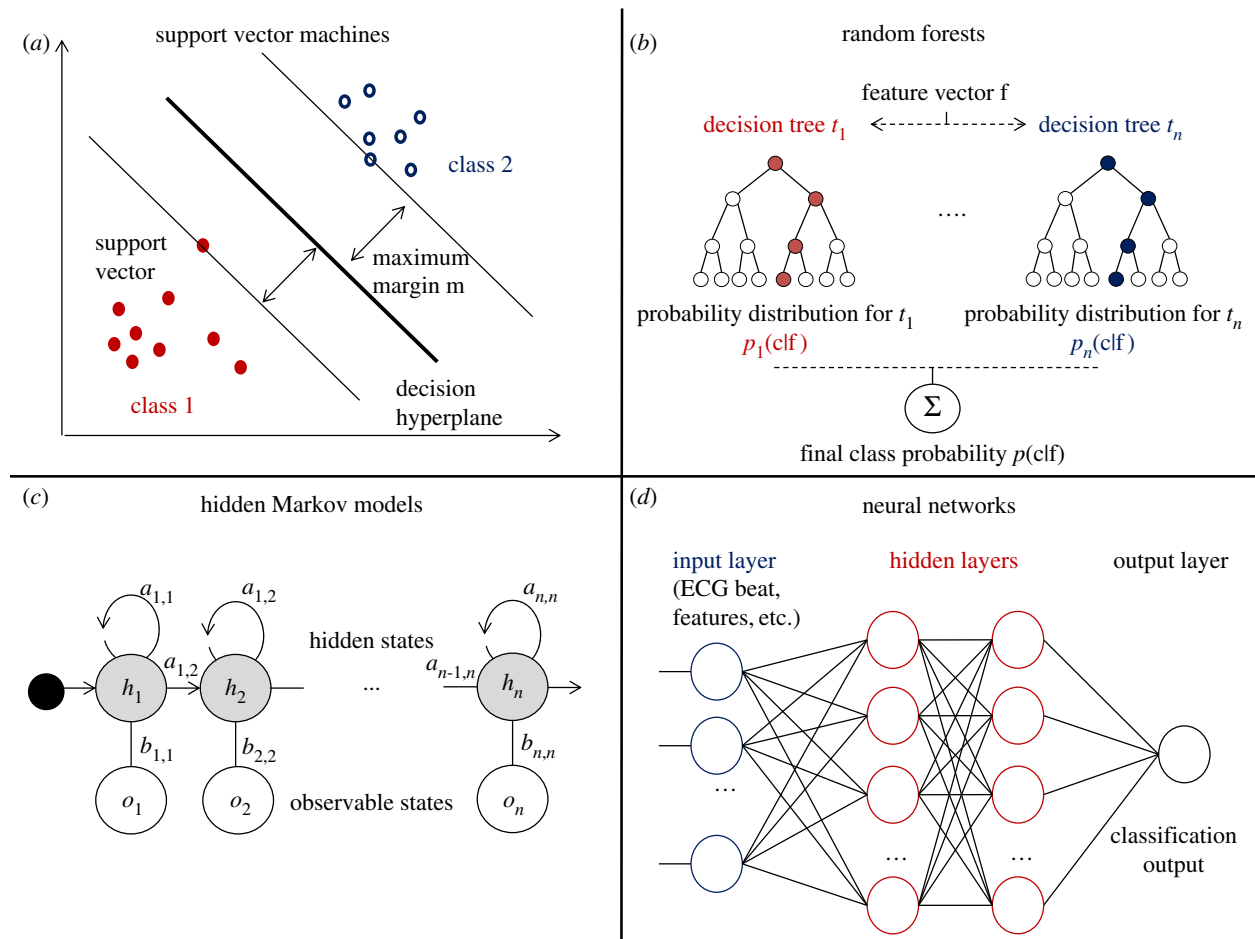 (a)
support vector machines
class 2
support
vector
maximum
margin m
class 1
decision
hyperplane
(b)
random forests
feature vector f
decision tree t1
decision tree tn
....
probability distribution for t1
p1(c|f)
probability distribution for tn
pn(c|f)
Σ
final class probability p(c|f)
(c)
hidden Markov models
a1,1
a1,2
an,n
hidden states
a1,2
an-1,n
h1
h2
...
hn
b1,1
b2,2
bn,n
o1
o2
observable states
on
(d)
neural networks
input layer
(ECG beat,
features, etc.)
hidden layers
output layer
...
...
...
classification
output